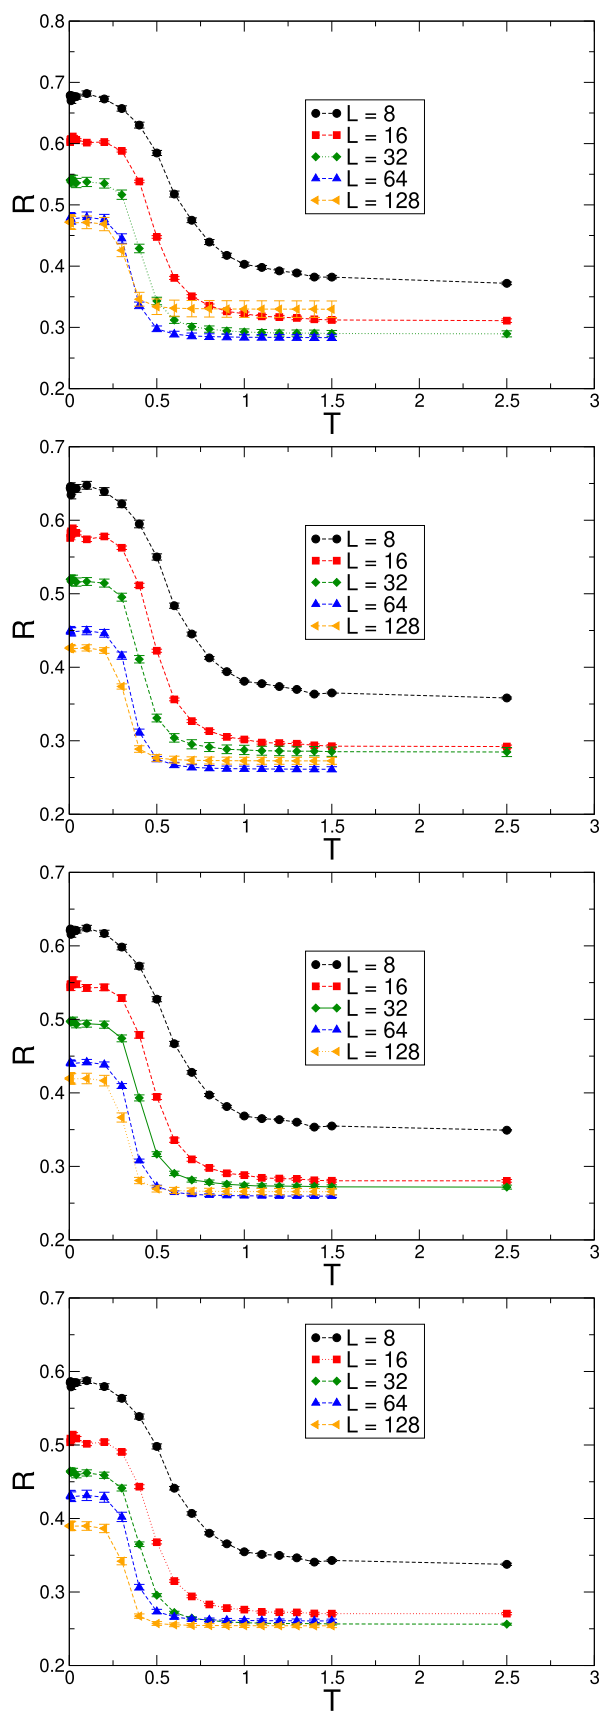 0.8
0.7
0.6
0.5
0.4
0.3
0.2
R
0 0.5 1 1.5 2 2.5 3
T
L = 8
L = 16
L = 32
L = 64
L = 128
0.7
0.6
0.5
0.4
0.3
0.2
R
0 0.5 1 1.5 2 2.5 3
T
L = 8
L = 16
L = 32
L = 64
L = 128
0.7
0.6
0.5
0.4
0.3
0.2
R
0 0.5 1 1.5 2 2.5 3
T
L = 8
L = 16
L = 32
L = 64
L = 128
0.7
0.6
0.5
0.4
0.3
0.2
R
0 0.5 1 1.5 2 2.5 3
T
L = 8
L = 16
L = 32
L = 64
L = 128